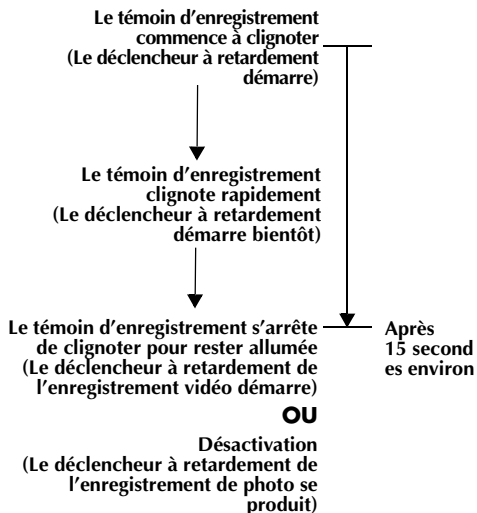 Le témoin d'enregistrement
commence à clignoter
(Le déclencheur à retardement
démarre)
Le témoin d'enregistrement
clignote rapidement
(Le déclencheur à retardement
démarre bientôt)
Le témoin d'enregistrement s'arrête
de clignoter pour rester allumée
(Le déclencheur à retardement de
l'enregistrement vidéo démarre)
Après
15 second
es environ
OU
Désactivation
(Le déclencheur à retardement de
l'enregistrement de photo se
produit)